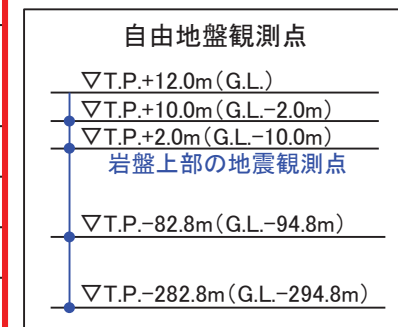 自由地盤観測点
▽T.P.+12.0m(G.L.)
▽T.P.+10.0m(G.L.-2.0m)
▽T.P.+2.0m(G.L.-10.0m)
岩盤上部の地震観測点
▽T.P.-82.8m(G.L.-94.8m)
▽T.P.-282.8m(G.L.-294.8m)